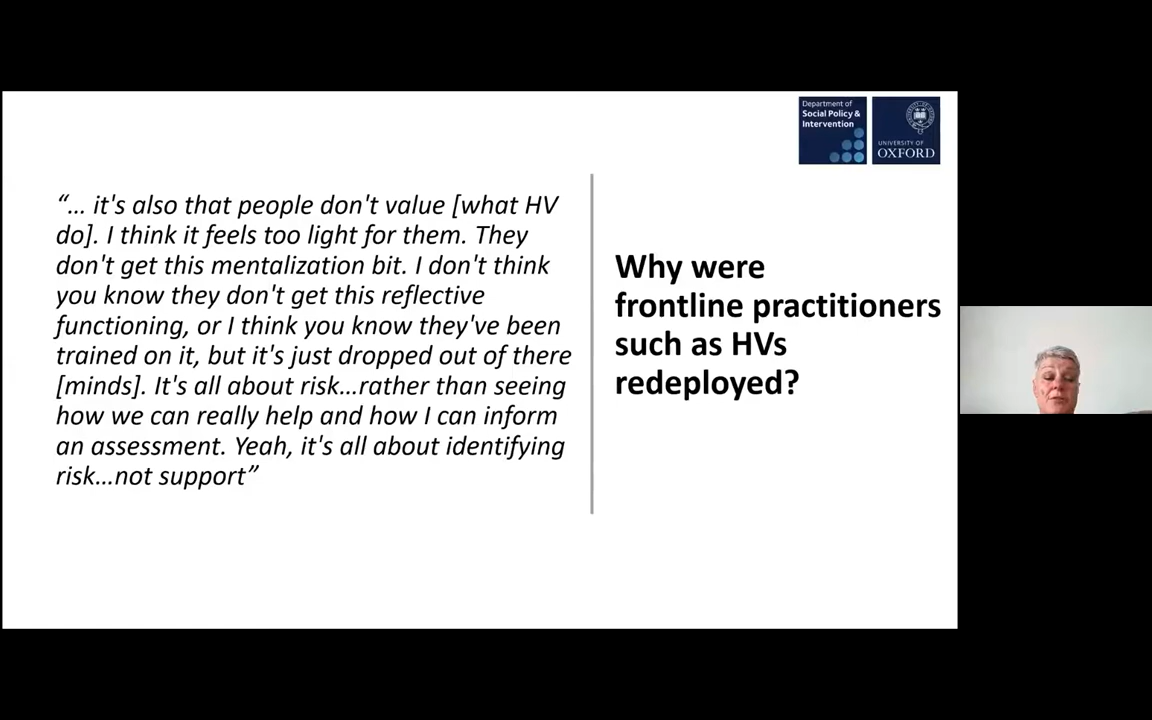 Department of
Social Policy &
Intervention
UNIVERSITY OF
OXFORD
“… it's also that people don't value [what HV
do]. I think it feels too light for them. They
don't get this mentalization bit. I don't think
you know they don't get this reflective
functioning, or I think you know they've been
trained on it, but it's just dropped out of there
[minds]. It's all about risk…rather than seeing
how we can really help and how I can inform
an assessment. Yeah, it's all about identifying
risk…not support”
Why were
frontline practitioners
such as HVs
redeployed?